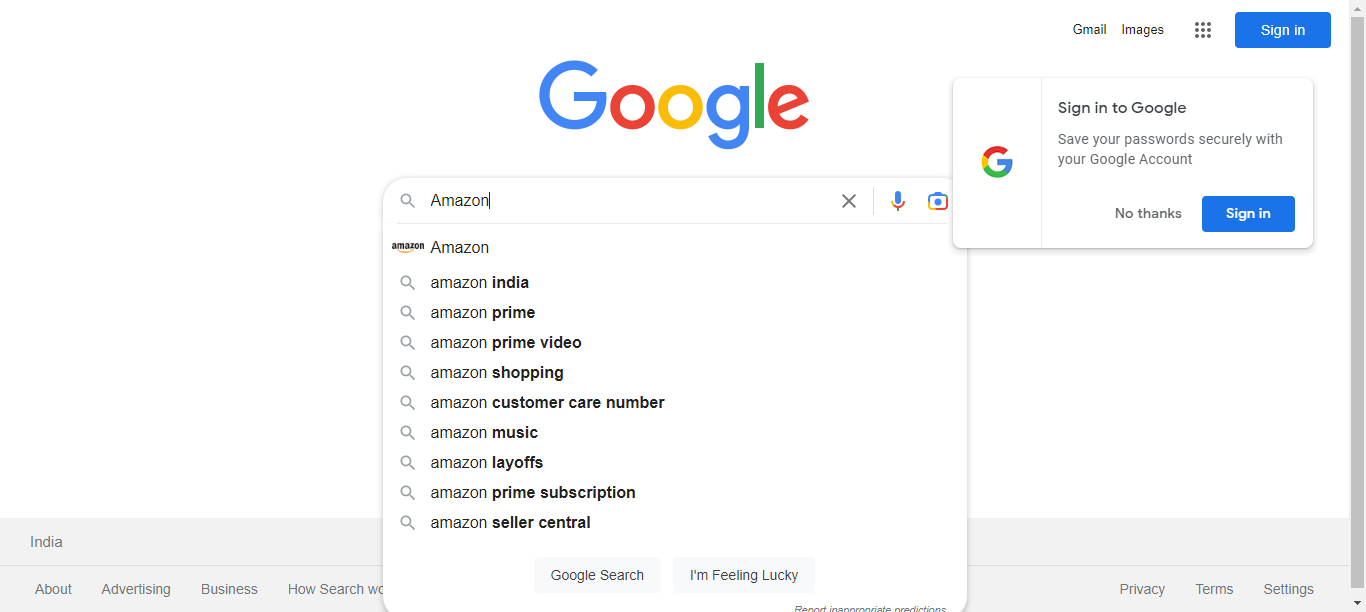 Gmail Images Sign in
Google
Sign in to Google
Save your passwords securely with
your Google Account
No thanks Sign in
Amazon
amazon Amazon
amazon india
amazon prime
amazon prime video
amazon shopping
amazon customer care number
amazon music
amazon layoffs
amazon prime subscription
amazon seller central
Google Search I'm Feeling Lucky
Report inappropriate predictions
India
About Advertising Business How Search
Privacy Terms Settings